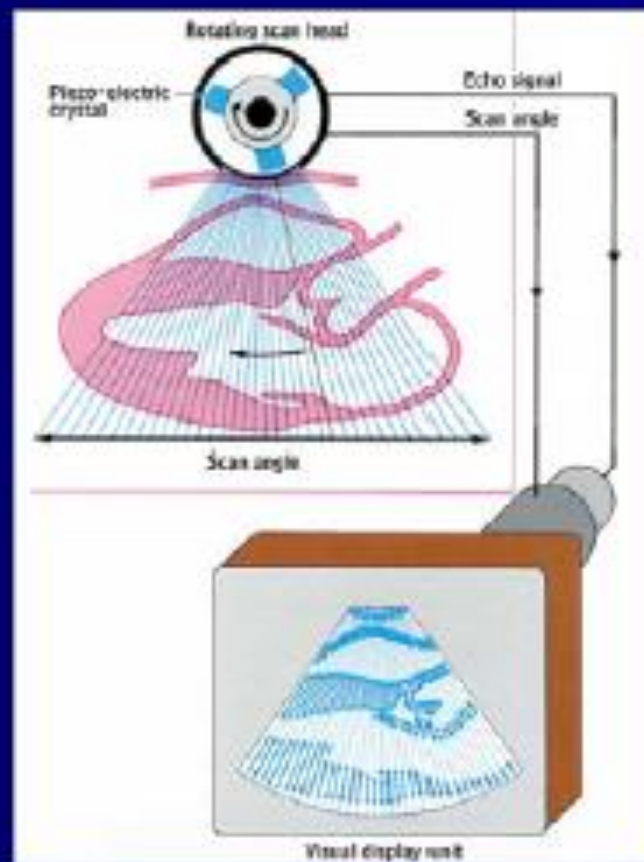 Rotating scan head
Piezo-electric
crystal
Echo signal
Scan angle
Scan angle
Visual display unit